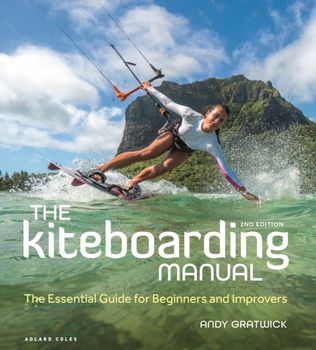 THE
2ND EDITION
kiteboarding
MANUAL
The Essential Guide for Beginners and Improvers
ANDY GRATWICK
ADLARD COLES